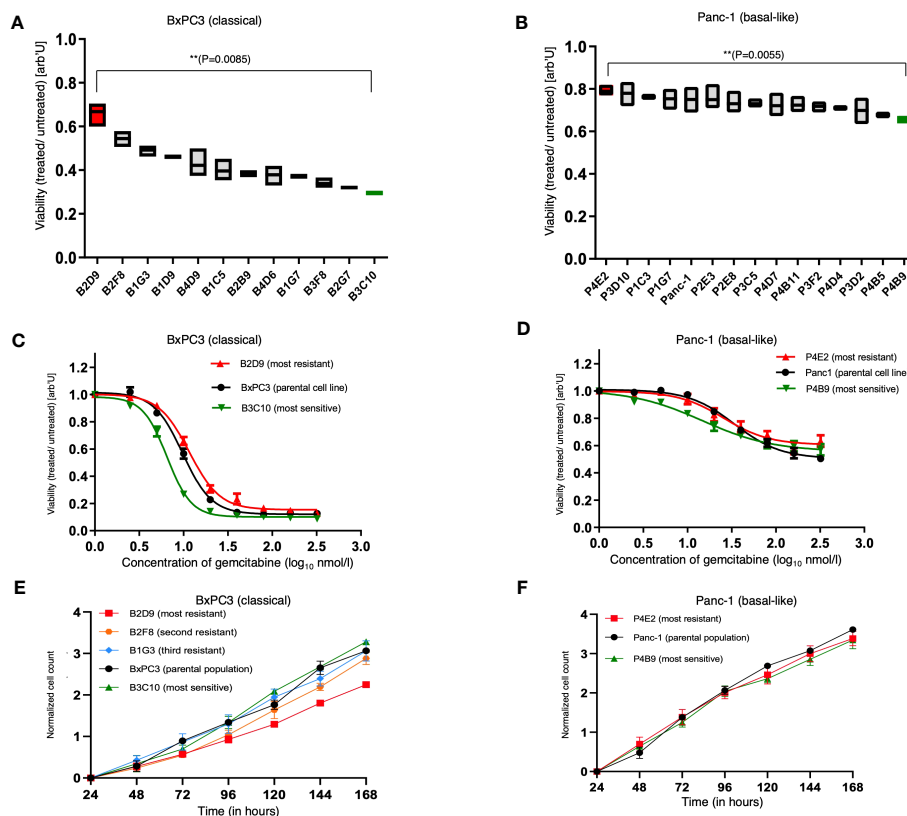 A
BxPC3 (classical)
**(P=0.0085)
Viability (treated/ untreated) [arb'U]
1.0
0.8
0.6
0.4
0.2
0.0
B2D9
B2F8
B1G3
B1D9
B4D9
B1C5
B2B9
B4D6
B1G7
B3F8
B2G7
B3C10
B
Panc-1 (basal-like)
**(P=0.0055)
Viability (treated/ untreated) [arb'U]
1.0
0.8
0.6
0.4
0.2
0.0
P4E2
P3D10
P1C3
P1G7
Panc-1
P2E3
P2E8
P3C5
P4D7
P4B11
P3F2
P4D4
P3D2
P4B5
P4B9
C
BxPC3 (classical)
B2D9 (most resistant)
BxPC3 (parental cell line)
B3C10 (most sensitive)
Viability (treated/ untreated) [arb'U]
1.2
1.0
0.8
0.6
0.4
0.2
0.0
0.0 0.5 1.0 1.5 2.0 2.5 3.0
Concentration of gemcitabine (log10 nmol/l)
D
Panc-1 (basal-like)
P4E2 (most resistant)
Panc1 (parental cell line
P4B9 (most sensitive)
Viability (treated/ untreated) [arb'U]
1.2
1.0
0.8
0.6
0.4
0.2
0.0
0.0 0.5 1.0 1.5 2.0 2.5 3.0
Concentration of gemcitabine (log10 nmol/l)
E
BxPC3 (classical)
B2D9 (most resistant)
B2F8 (second resistant)
B1G3 (third resistant)
BxPC3 (parental population)
B3C10 (most sensitive)
Normalized cell count
4
3
2
1
0
24 48 72 96 120 144 168
Time (in hours)
F
Panc-1 (basal-like)
P4E2 (most resistant)
Panc-1 (parental population)
P4B9 (most sensitive)
Normalized cell count
4
3
2
1
0
24 48 72 96 120 144 168
Time (in hours)